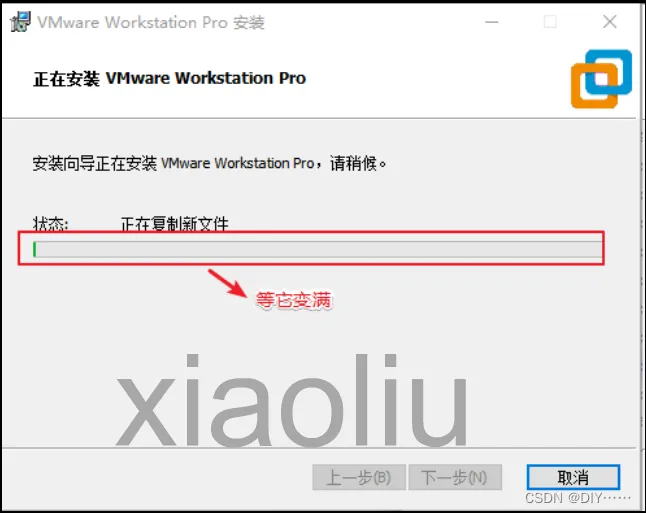 VMware Workstation Pro 安装
正在安装 VMware Workstation Pro
安装向导正在安装 VMware Workstation Pro，请稍候。
状态: 正在复制新文件
等它变满
xiaoliu
上一步(B) 下一步(N) 取消
CSDN @DIY……